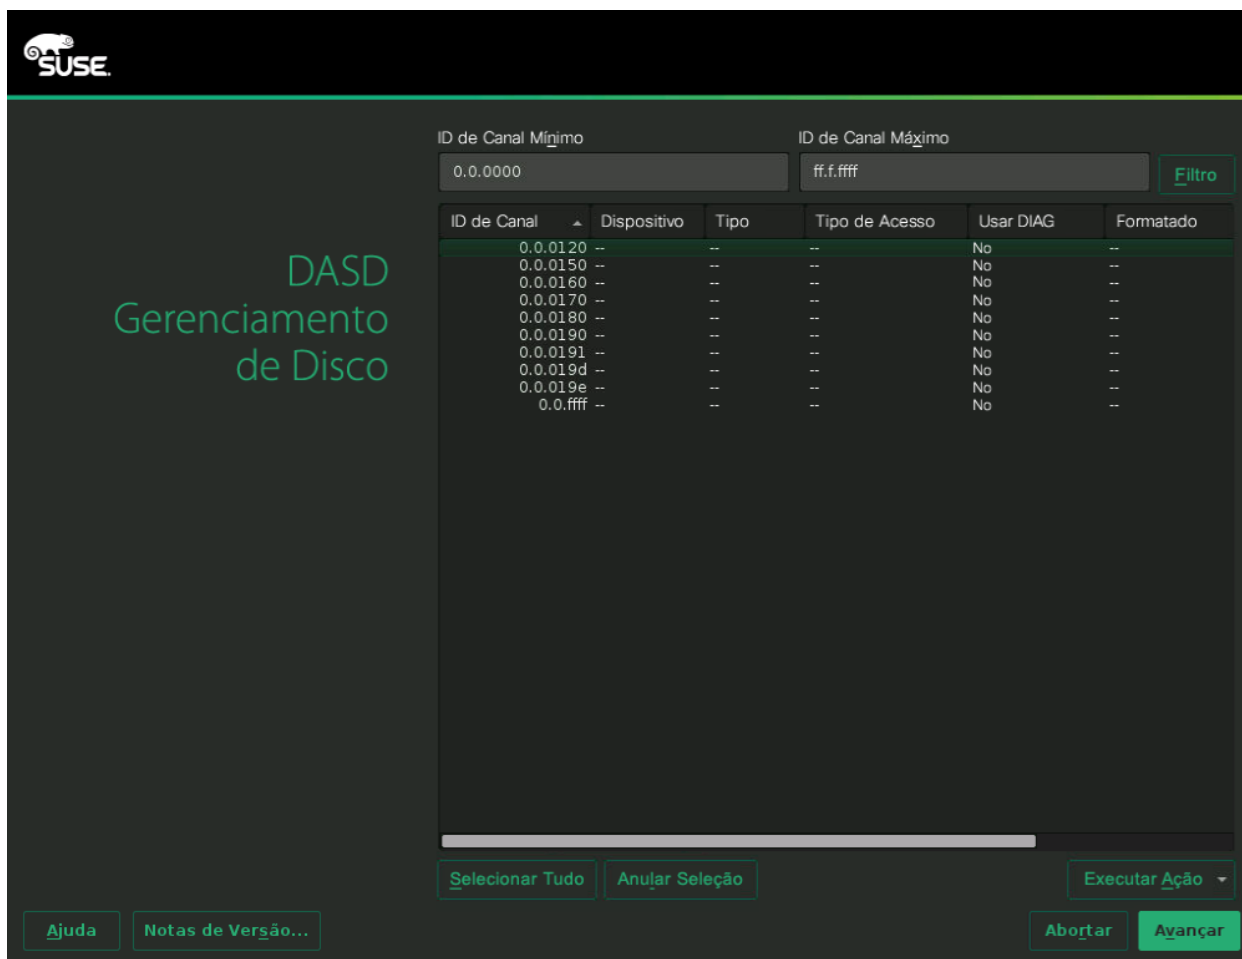 SUSE.
ID de Canal Mínimo ID de Canal Máximo
0.0.0000 ff.f.ffff Filtro
DASD
Gerenciamento
de Disco
ID de Canal Dispositivo Tipo Tipo de Acesso Usar DIAG Formatado
0.0.0120 -- -- -- No --
0.0.0150 -- -- -- No --
0.0.0160 -- -- -- No --
0.0.0170 -- -- -- No --
0.0.0180 -- -- -- No --
0.0.0190 -- -- -- No --
0.0.0191 -- -- -- No --
0.0.019d -- -- -- No --
0.0.019e -- -- -- No --
0.0.ffff -- -- -- No --
Selecionar Tudo Anular Seleção Executar Ação
Ajuda Notas de Versão... Abortar Avançar